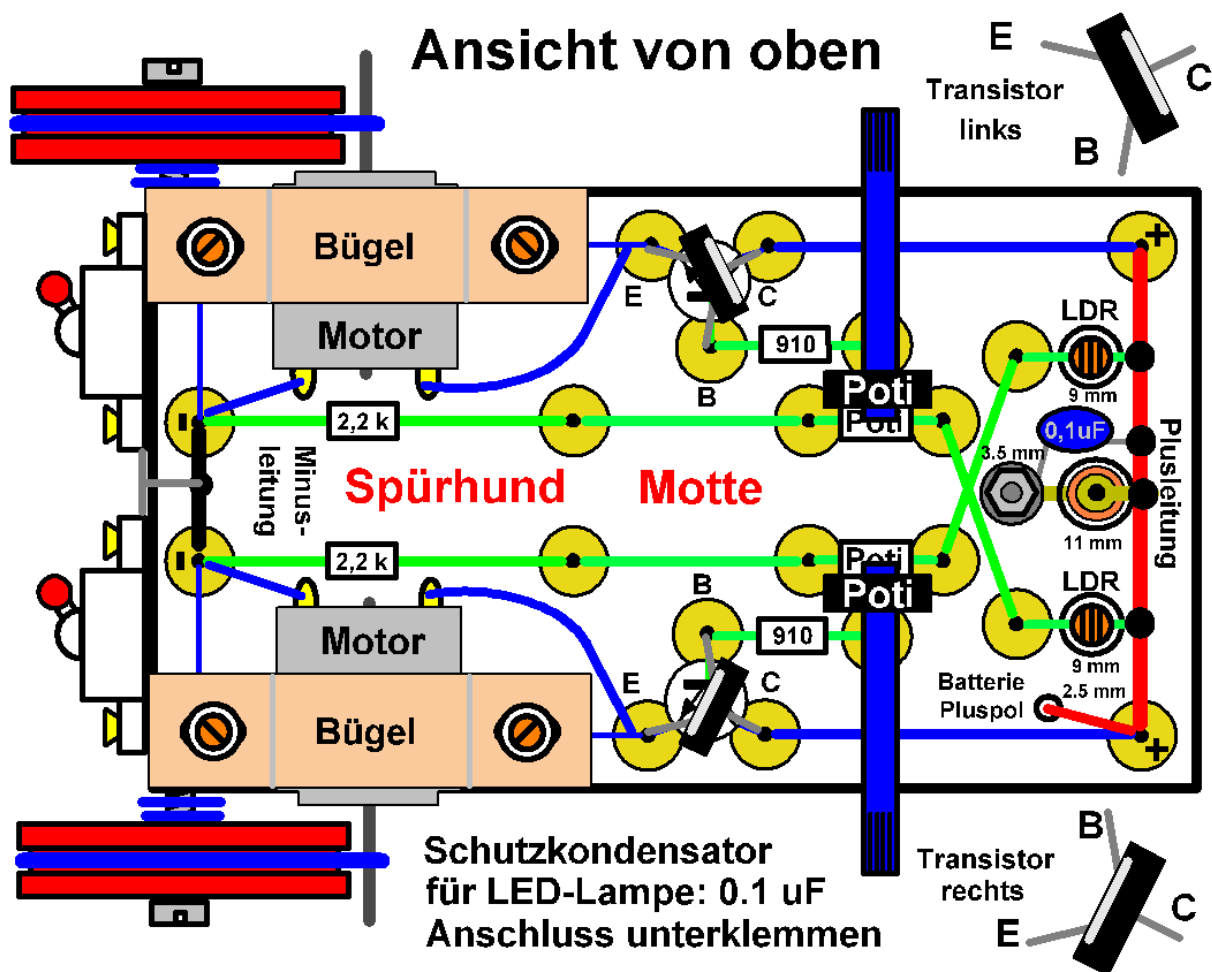 Ansicht von oben
E
C
B
Transistor
links
Bügel
Motor
E
C
B
910
Poti
Poti
+
LDR
9 mm
0,1uF
3.5 mm
11 mm
Plusleitung
-
2,2 k
Minus-
leitung
Spürhund Motte
-
2,2 k
Poti
Poti
B
910
E
C
Motor
Bügel
LDR
9 mm
2.5 mm
Batterie
Pluspol
+
Schutzkondensator
für LED-Lampe: 0.1 uF
Anschluss unterklemmen
Transistor
rechts
B
E
C